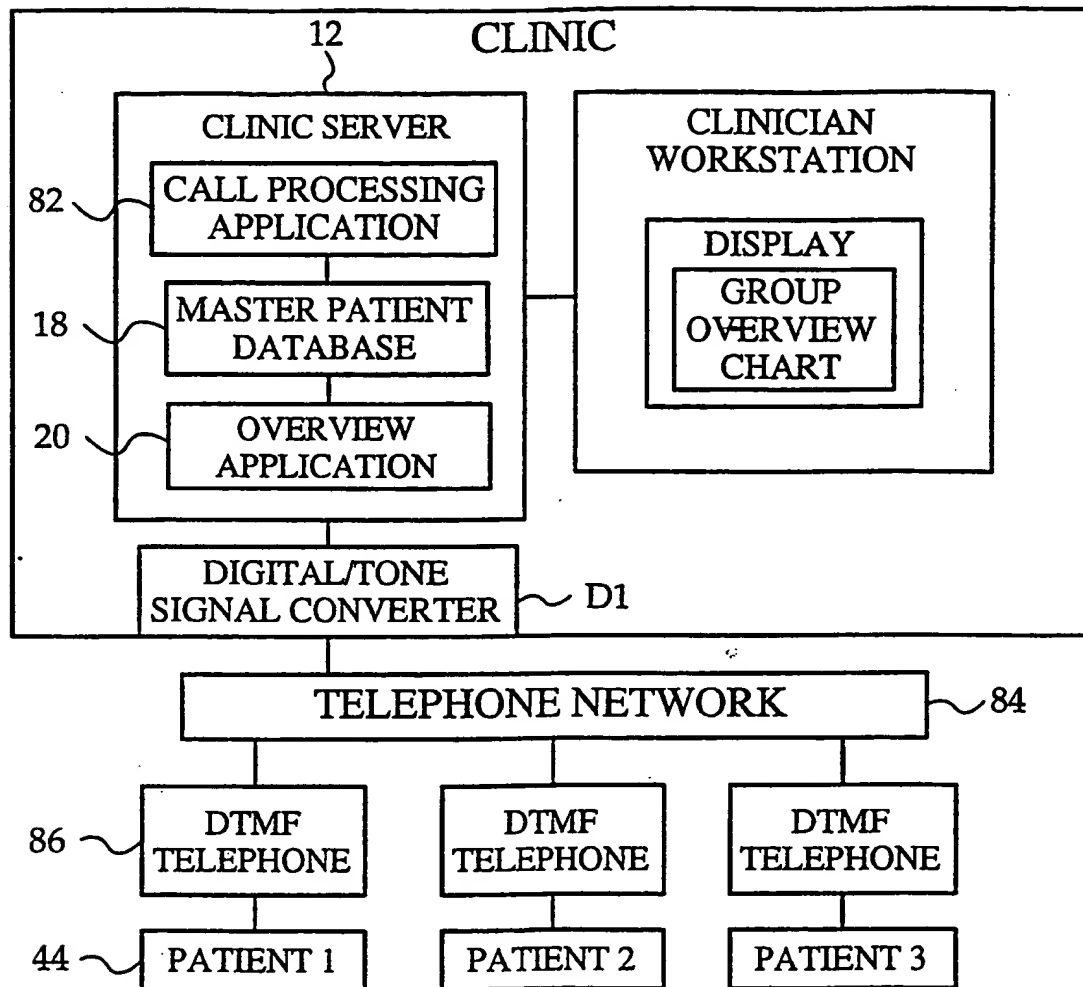 12
CLINIC
CLINIC SERVER
82
CALL PROCESSING
APPLICATION
18
MASTER PATIENT
DATABASE
20
OVERVIEW
APPLICATION
CLINICIAN
WORKSTATION
DISPLAY
GROUP
OVERVIEW
CHART
DIGITAL/TONE
SIGNAL CONVERTER
D1
TELEPHONE NETWORK
84
86
DTMF
TELEPHONE
DTMF
TELEPHONE
DTMF
TELEPHONE
44
PATIENT 1
PATIENT 2
PATIENT 3